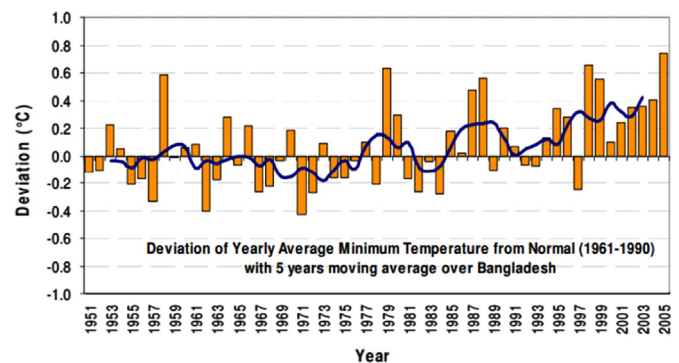 1.0
0.8
0.6
0.4
0.2
0.0
-0.2
-0.4
-0.6
-0.8
-1.0
Deviation (°C)
Deviation of Yearly Average Minimum Temperature from Normal (1961-1990)
with 5 years moving average over Bangladesh
1951 1953 1955 1957 1959 1961 1963 1965 1967 1969 1971 1973 1975 1977 1979 1981 1983 1985 1987 1989 1991 1993 1995 1997 1999 2001 2003 2005
Year